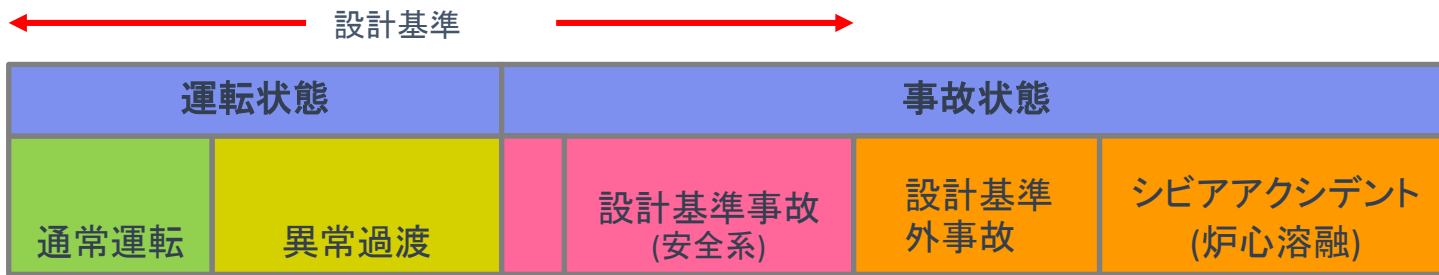 設計基準
運転状態
事故状態
通常運転
異常過渡
設計基準事故
(安全系)
設計基準
外事故
シビアアクシデント
(炉心溶融)